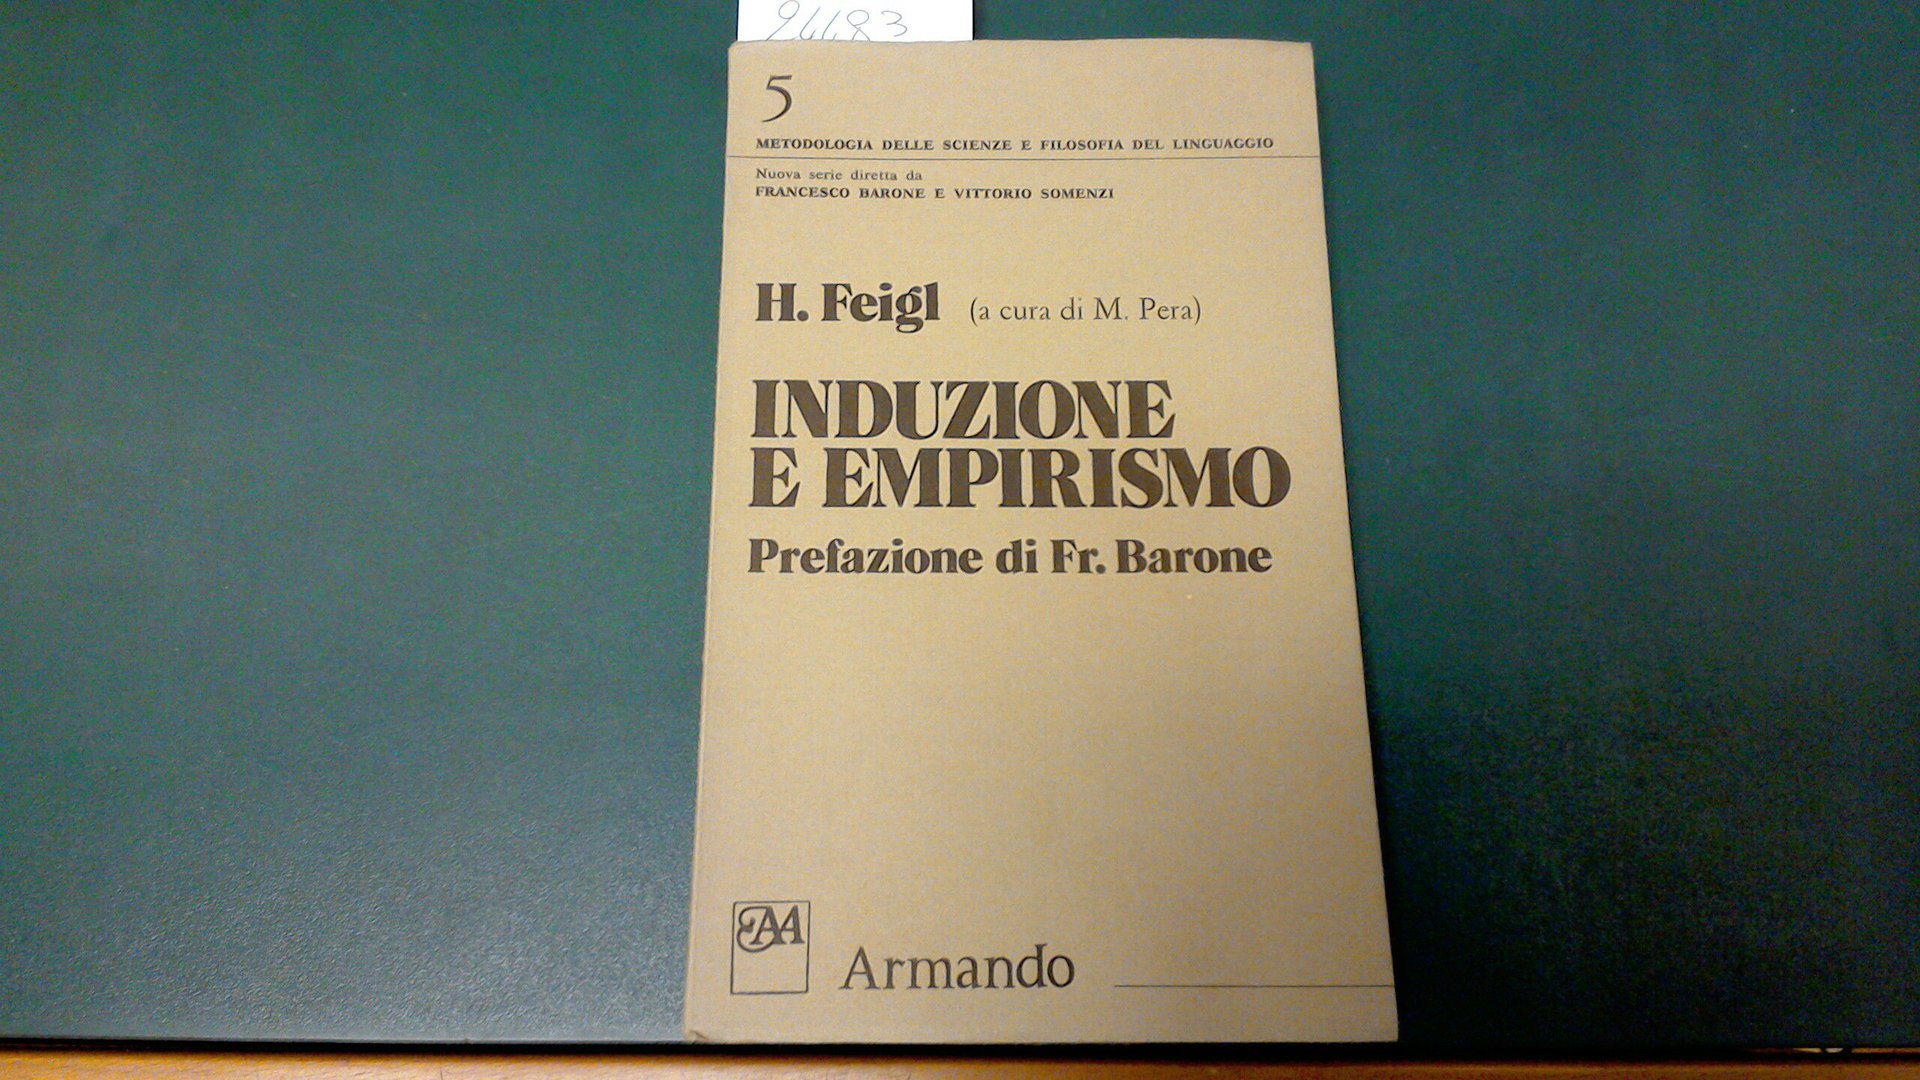 5
METODOLOGIA DELLE SCIENZE E FILOSOFIA DEL LINGUAGGIO
Nuova serie diretta da
FRANCESCO BARONE E VITTORIO SOMENZI
H. Feigl (a cura di M. Pera)
INDUZIONE
E EMPIRISMO
Prefazione di Fr. Barone
Armando